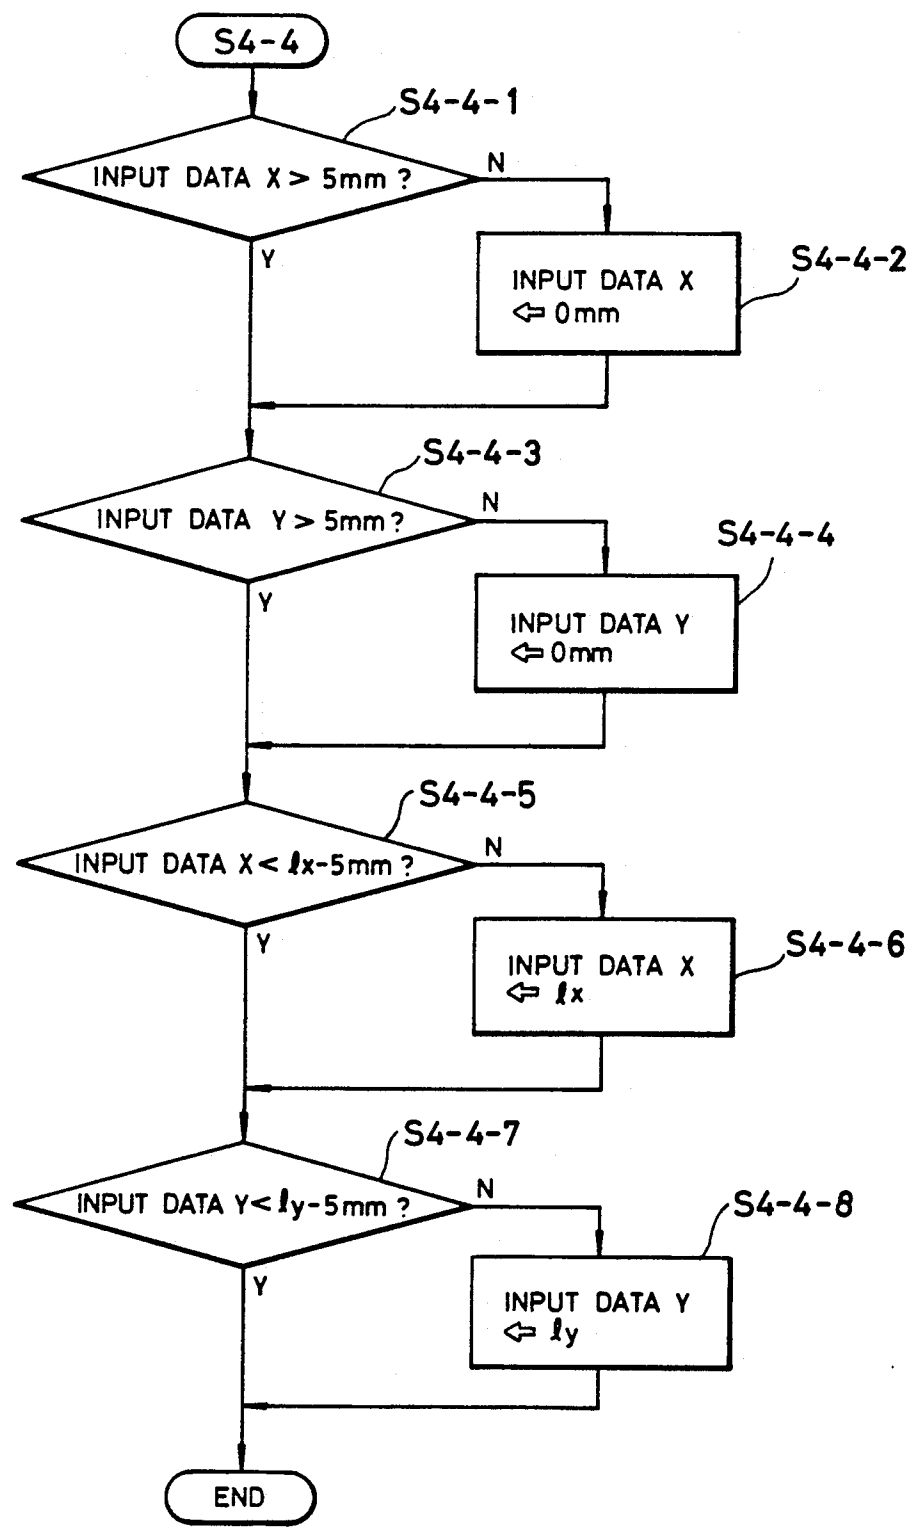 S4-4
S4-4-1
INPUT DATA X > 5mm ?
N
Y
S4-4-2
INPUT DATA X
⇦ 0mm
S4-4-3
INPUT DATA Y > 5mm ?
N
Y
S4-4-4
INPUT DATA Y
⇦ 0mm
S4-4-5
INPUT DATA X < ℓx-5mm ?
N
Y
S4-4-6
INPUT DATA X
⇦ ℓx
S4-4-7
INPUT DATA Y < ℓy-5mm ?
N
Y
S4-4-8
INPUT DATA Y
⇦ ℓy
END